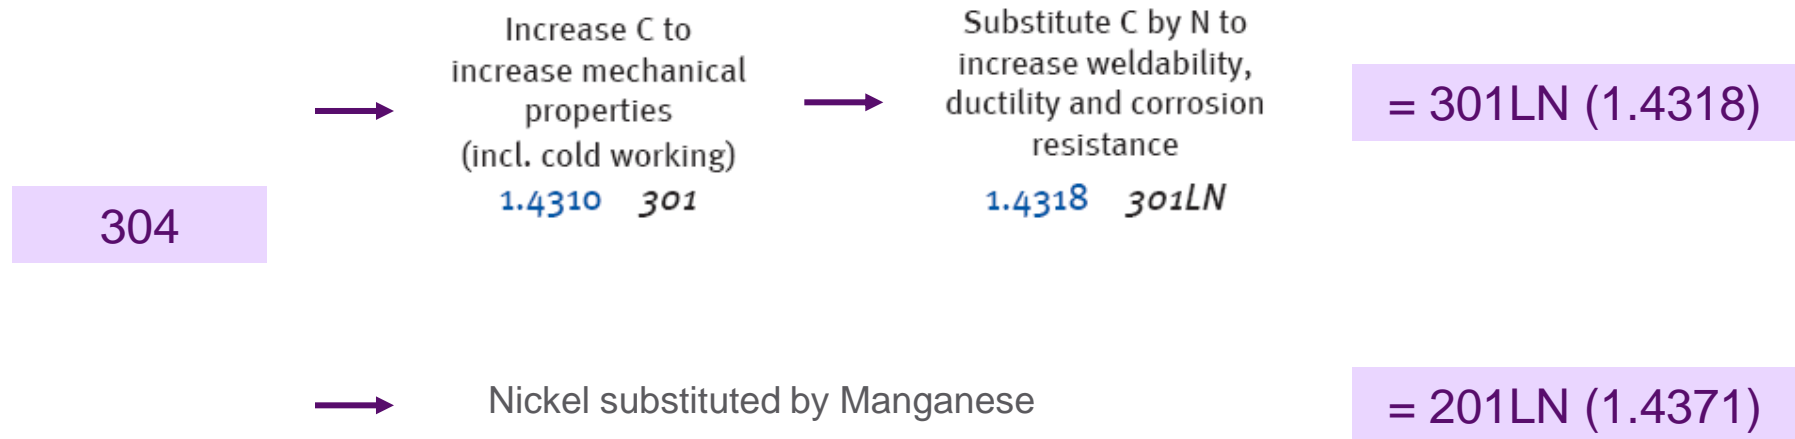 304
Increase C to
increase mechanical
properties
(incl. cold working)
1.4310 301
Substitute C by N to
increase weldability,
ductility and corrosion
resistance
1.4318 301LN
= 301LN (1.4318)
Nickel substituted by Manganese
= 201LN (1.4371)